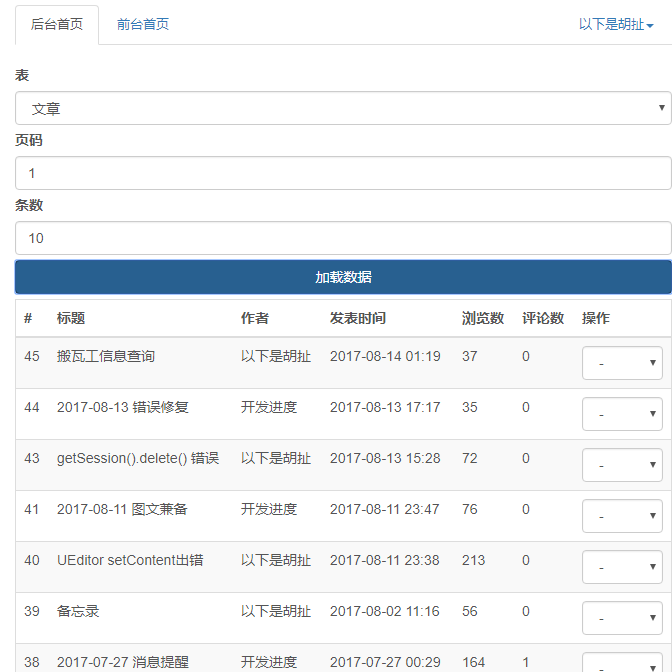 后台首页 前台首页 以下是胡扯
表
文章
页码
1
条数
10
加载数据
# 标题 作者 发表时间 浏览数 评论数 操作
45 搬瓦工信息查询 以下是胡扯 2017-08-14 01:19 37 0 -
44 2017-08-13 错误修复 开发进度 2017-08-13 17:17 35 0 -
43 getSession().delete() 错误 以下是胡扯 2017-08-13 15:28 72 0 -
41 2017-08-11 图文兼备 开发进度 2017-08-11 23:47 76 0 -
40 UEditor setContent出错 以下是胡扯 2017-08-11 23:38 213 0 -
39 备忘录 以下是胡扯 2017-08-02 11:16 56 0 -
38 2017-07-27 消息提醒 开发进度 2017-07-27 00:29 164 1 -